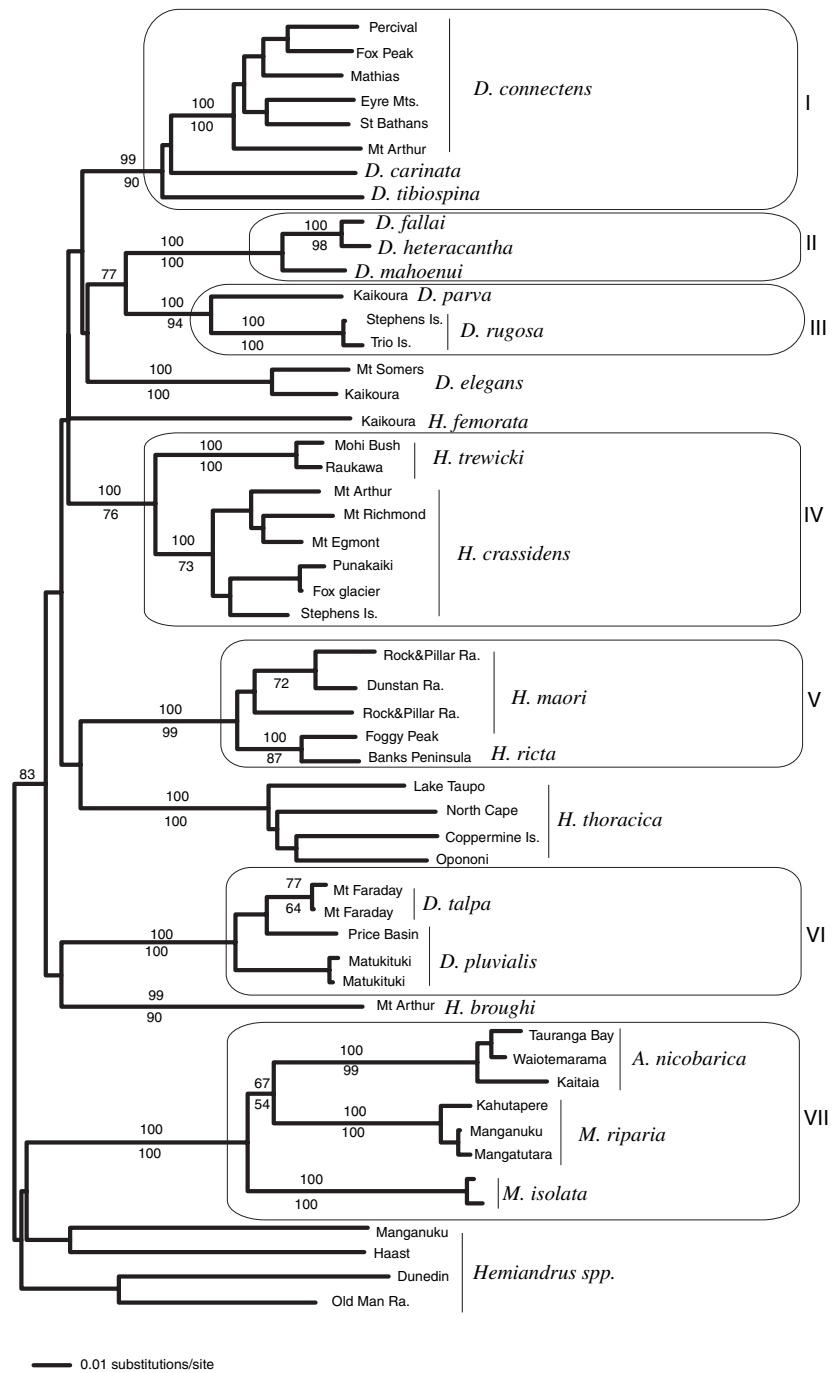 Percival
Fox Peak
Mathias
D. connectens
I
Eyre Mts.
100
St Bathans
100
Mt Arthur
99
D. carinata
90
D. tibiospina
100
D. fallai
98
D. heteracantha
II
100
100
D. mahoenui
77
Kaikoura D. parva
100
94
Stephens Is.
100
D. rugosa
III
100
Trio Is.
Mt Somers
100
D. elegans
100
Kaikoura
Kaikoura H. femorata
Mohi Bush
100
H. trewicki
100
Raukawa
100
76
Mt Arthur
IV
Mt Richmond
100
Mt Egmont
73
H. crassidens
Punakaiki
Fox glacier
Stephens Is.
Rock&Pillar Ra.
72
Dunstan Ra.
H. maori
V
100
Rock&Pillar Ra.
99
100
Foggy Peak
87
Banks Peninsula H. ricta
83
Lake Taupo
100
North Cape
100
H. thoracica
Coppermine Is.
Opononi
77
Mt Faraday
64
Mt Faraday
D. talpa
Price Basin
VI
100
100
Matukituki
D. pluvialis
Matukituki
99
Mt Arthur H. broughi
90
Tauranga Bay
100
Waiotemarama
A. nicobarica
99
Kaitaia
67
54
Kahutapere
VII
100
100
Manganuku
M. riparia
Mangatutara
100
100
100
M. isolata
100
Manganuku
Haast
Dunedin
Hemiandrus spp.
Old Man Ra.
0.01 substitutions/site